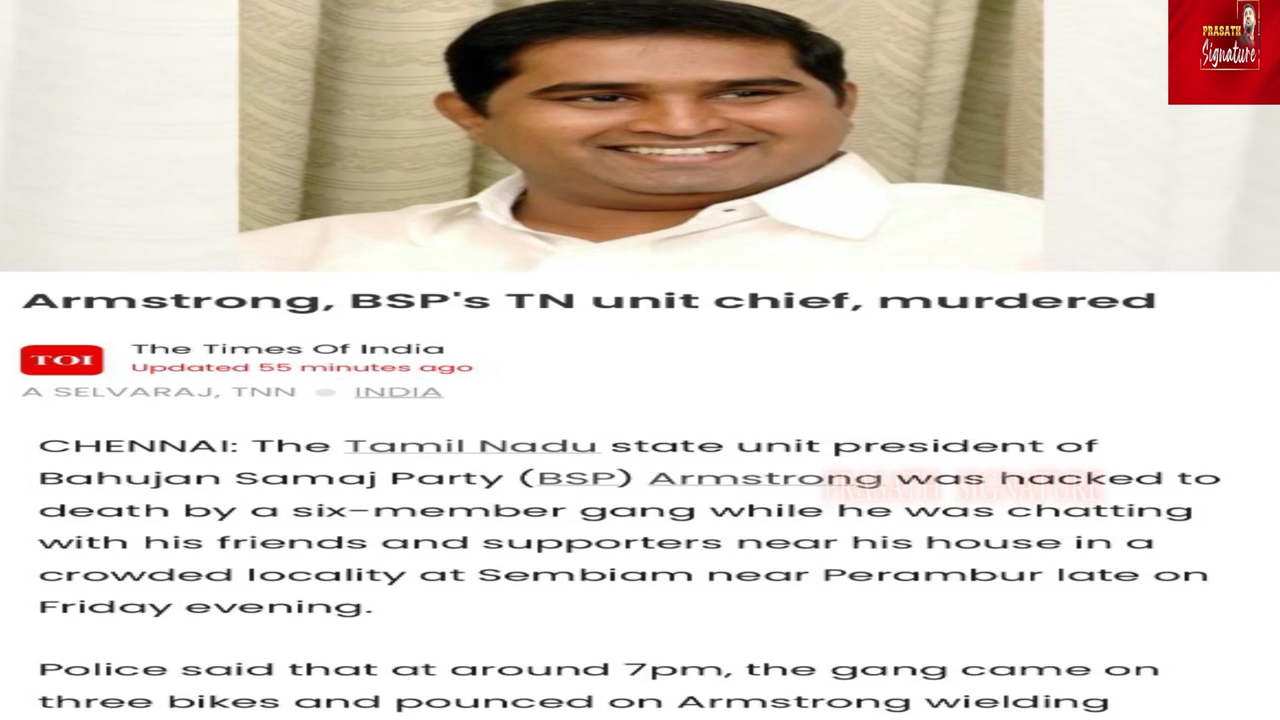 PRASATH
Signature
Armstrong, BSP's TN unit chief, murdered
TOI
The Times Of India
Updated 55 minutes ago
A SELVARAJ, TNN
INDIA
CHENNAI: The Tamil Nadu state unit president of
Bahujan Samaj Party (BSP) Armstrong was hacked to
PRASATH SIGNATURE
death by a six-member gang while he was chatting
with his friends and supporters near his house in a
crowded locality at Sembiam near Perambur late on
Friday evening.
Police said that at around 7pm, the gang came on
three bikes and pounced on Armstrong wielding